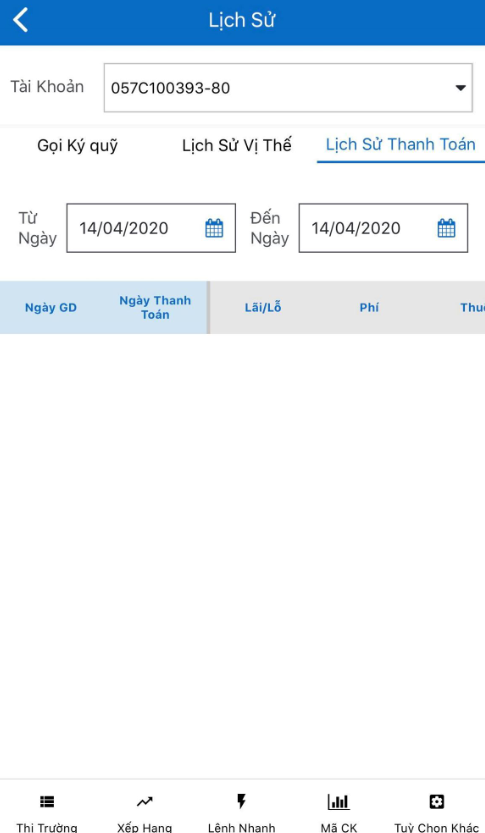 Lịch Sử
Tài Khoản 057C100393-80
Gọi Ký quỹ Lịch Sử Vị Thế Lịch Sử Thanh Toán
Từ Ngày 14/04/2020 Đến Ngày 14/04/2020
Ngày GD Ngày Thanh Toán Lãi/Lỗ Phí
Thị Trường Xếp Hạng Lệnh Nhanh Mã CK Tuỳ Chọn Khác